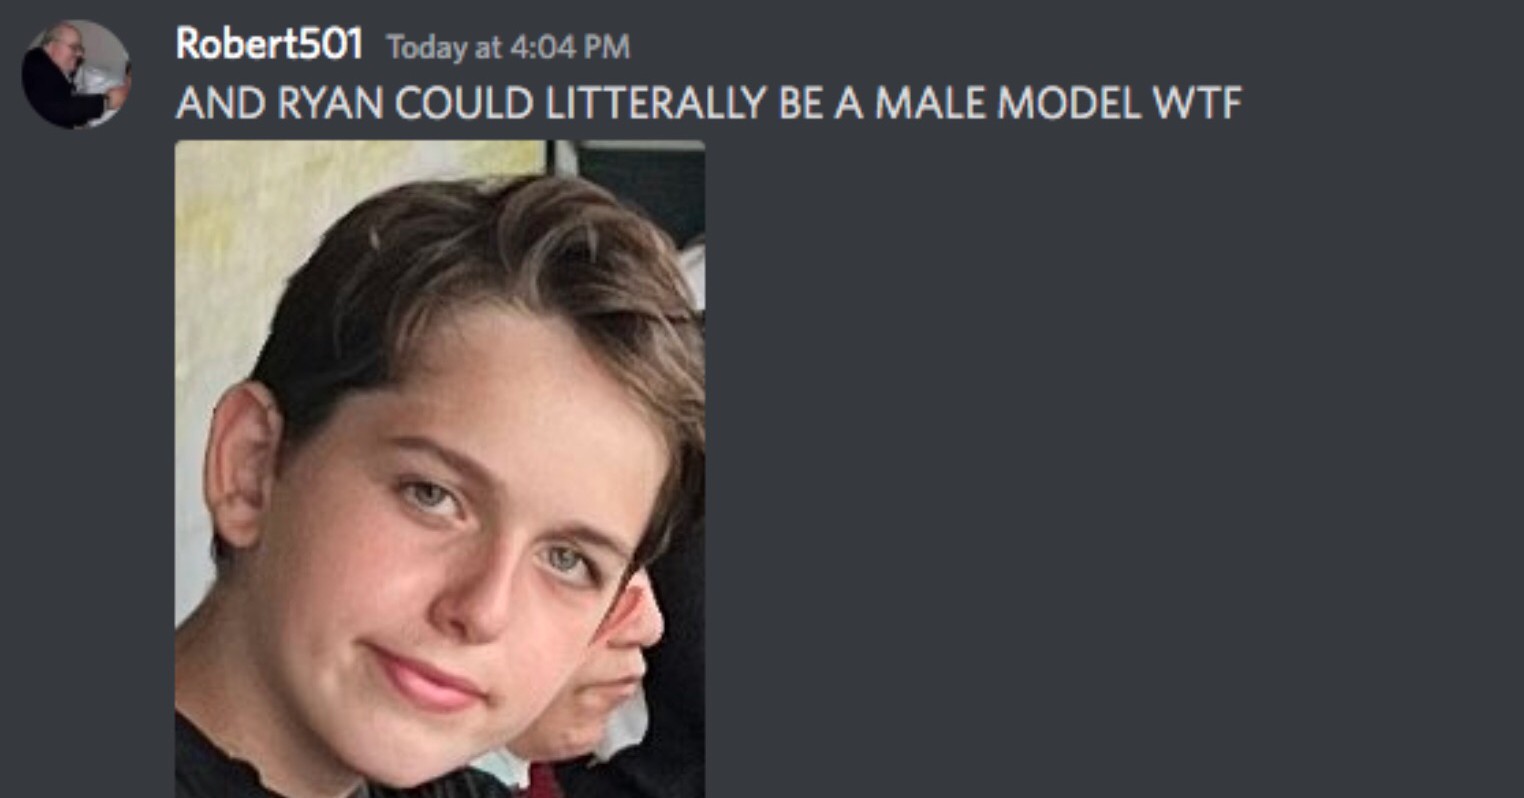 Robert501 Today at 4:04 PM
AND RYAN COULD LITTERALLY BE A MALE MODEL WTF